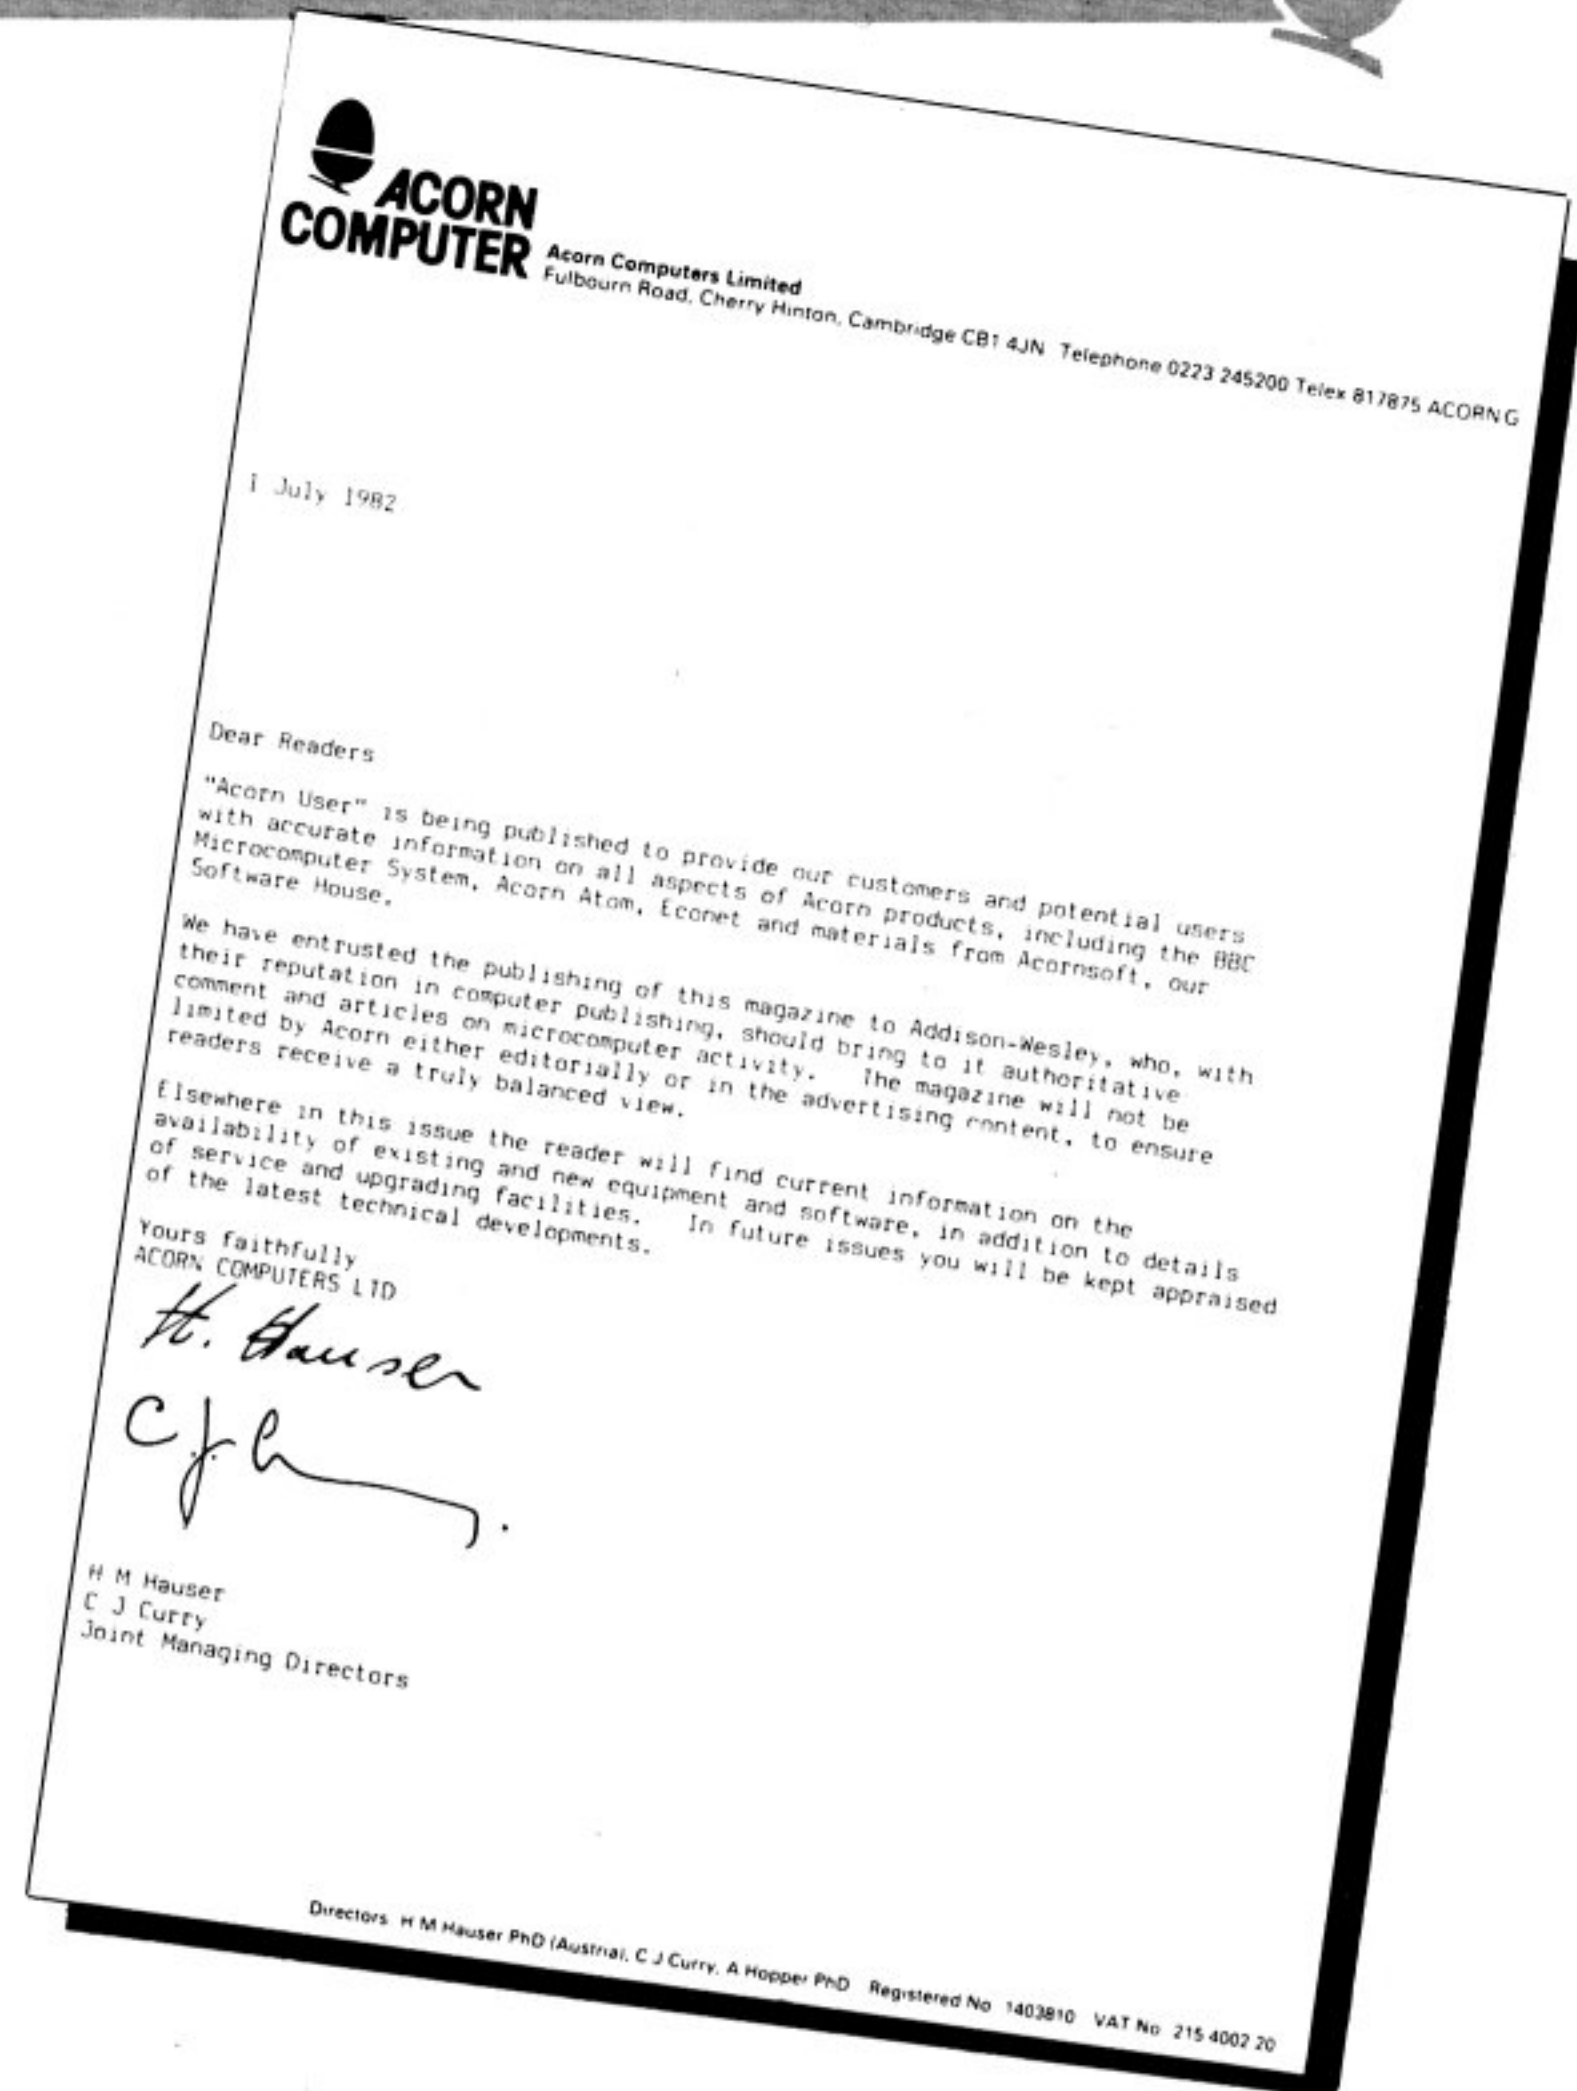 ACORN
COMPUTER
Acorn Computers Limited
Fulbourn Road, Cherry Hinton, Cambridge CB1 4JN Telephone 0223 245200 Telex 817875 ACORN G
1 July 1982
Dear Readers
"Acorn User" is being published to provide our customers and potential users
with accurate information on all aspects of Acorn products, including the BBC
Microcomputer System, Acorn Atom, Econet and materials from Acornsoft, our
Software House.
We have entrusted the publishing of this magazine to Addison-Wesley, who, with
their reputation in computer publishing, should bring to it authoritative
comment and articles on microcomputer activity. The magazine will not be
limited by Acorn either editorially or in the advertising content, to ensure
readers receive a truly balanced view.
Elsewhere in this issue the reader will find current information on the
availability of existing and new equipment and software, in addition to details
of service and upgrading facilities. In future issues you will be kept appraised
of the latest technical developments.
Yours faithfully
ACORN COMPUTERS LTD
H. Hauser
C J Curry
H M Hauser
C J Curry
Joint Managing Directors
Directors H M Hauser PhD (Austria), C J Curry, A Hopper PhD Registered No 1403810 VAT No 215 4002 20